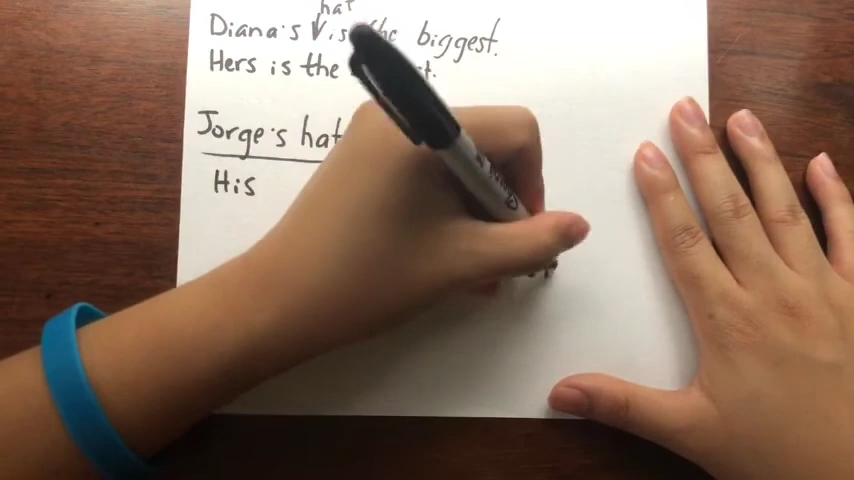 hat
Diana's is the biggest.
Hers is the
Jorge's hat
His